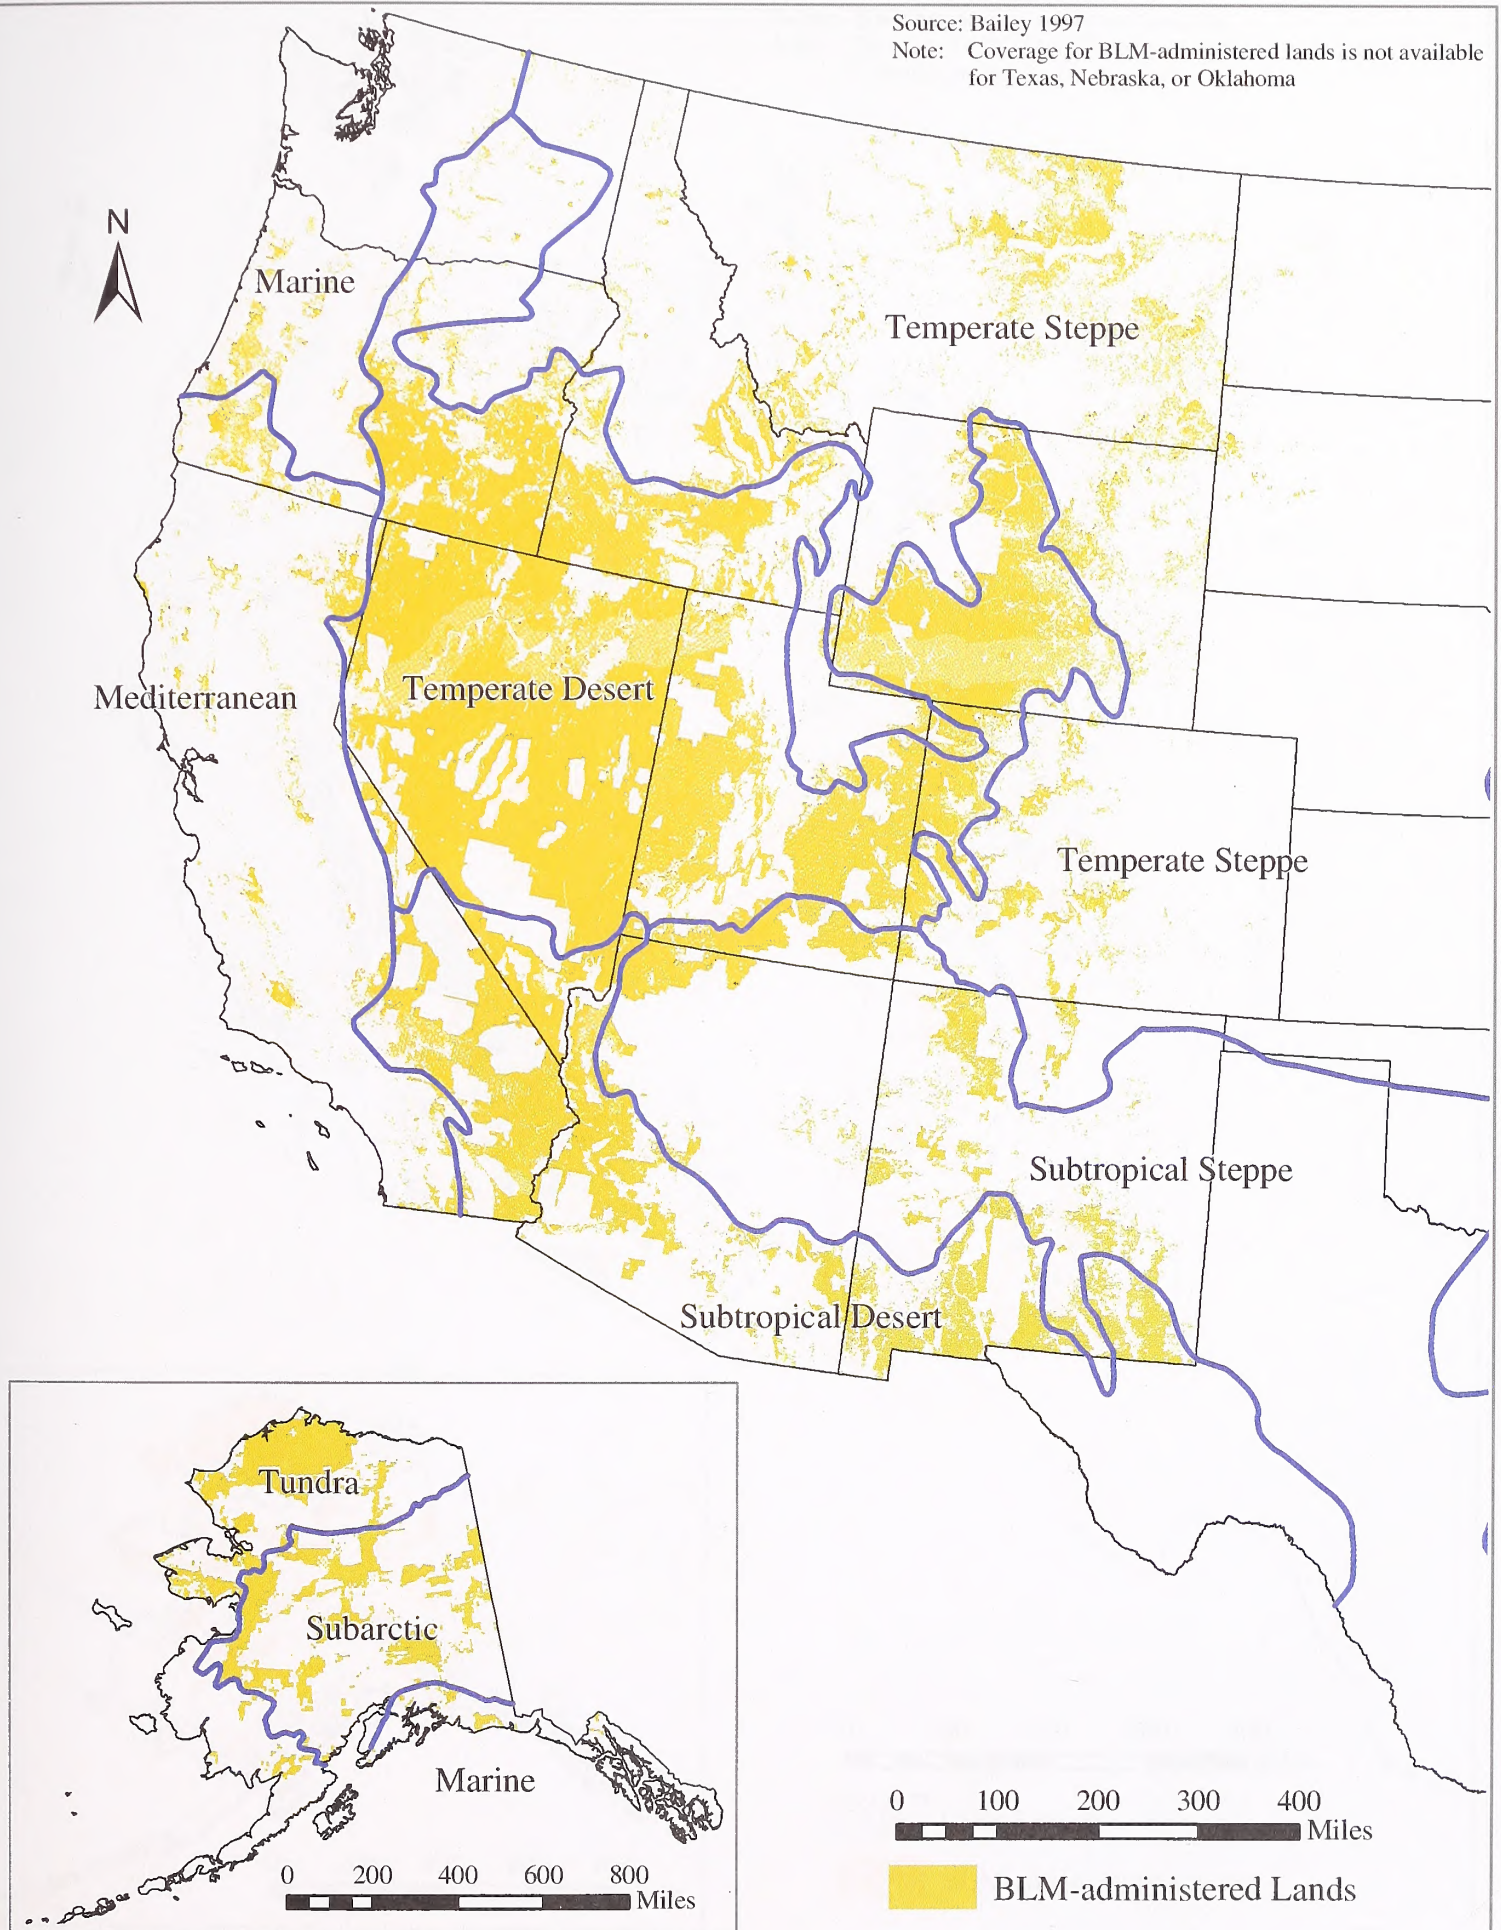 Source: Bailey 1997
Note: Coverage for BLM-administered lands is not available
for Texas, Nebraska, or Oklahoma
N
Marine
Temperate Steppe
Mediterranean
Temperate Desert
Temperate Steppe
Subtropical Steppe
Subtropical Desert
Tundra
Subarctic
Marine
0 200 400 600 800
Miles
0 100 200 300 400
Miles
BLM-administered Lands